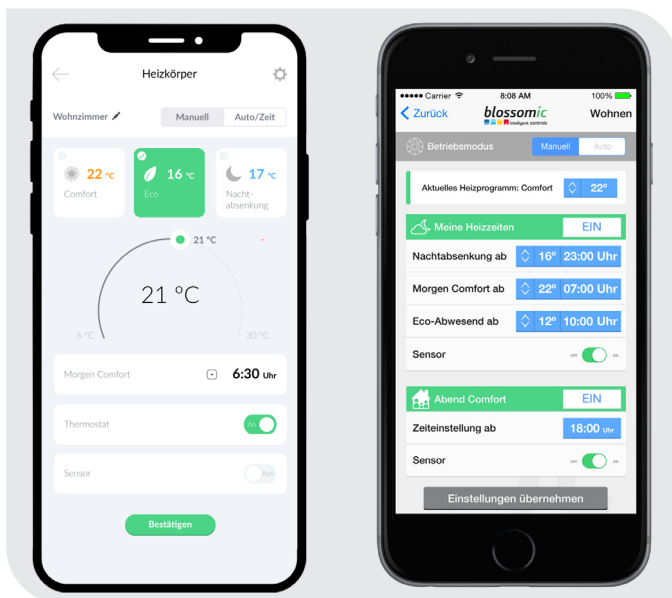 Heizkörper
Wohnzimmer
Manuell Auto/Zeit
22 °C
Comfort
16 °C
Eco
17 °C
Nacht-
absenkung
21 °C
21 °C
6 °C
30 °C
Morgen Comfort 6:30 Uhr
Thermostat An
Sensor Aus
Bestätigen
Carrier 8:08 AM 100%
Zurück blossomic Wohnen
intelligent controls
Betriebsmodus Manuell Auto
Aktuelles Heizprogramm: Comfort 22°
Meine Heizzeiten EIN
Nachtabsenkung ab 16° 23:00 Uhr
Morgen Comfort ab 22° 07:00 Uhr
Eco-Abwesend ab 12° 10:00 Uhr
Sensor OFF ON
Abend Comfort EIN
Zeiteinstellung ab 18:00 Uhr
Sensor
Einstellungen übernehmen